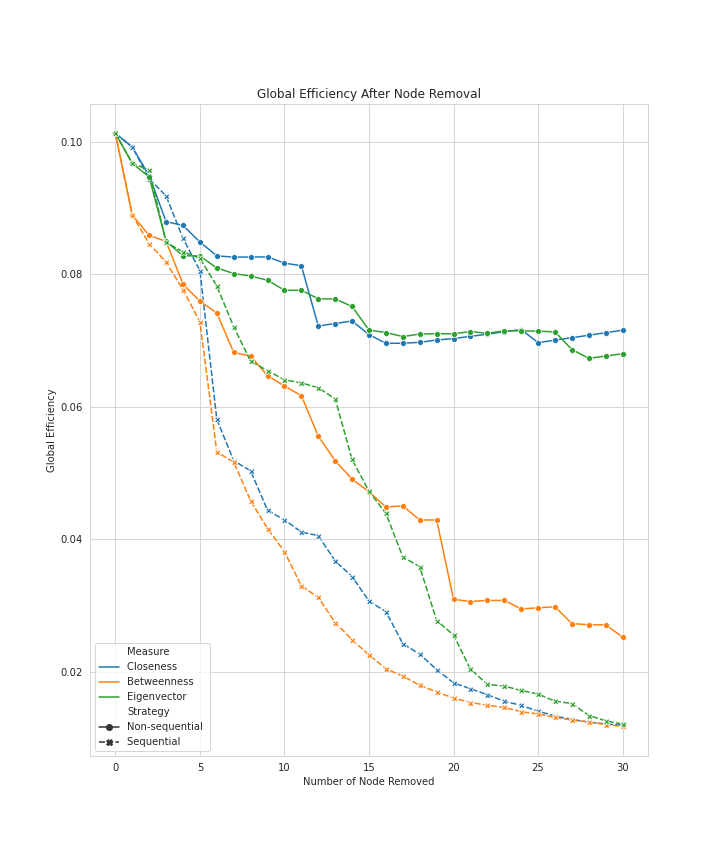 Global Efficiency After Node Removal
Global Efficiency
0.10
0.08
0.06
0.04
0.02
Measure
Closeness
Betweenness
Eigenvector
Strategy
Non-sequential
Sequential
0 5 10 15 20 25 30
Number of Node Removed